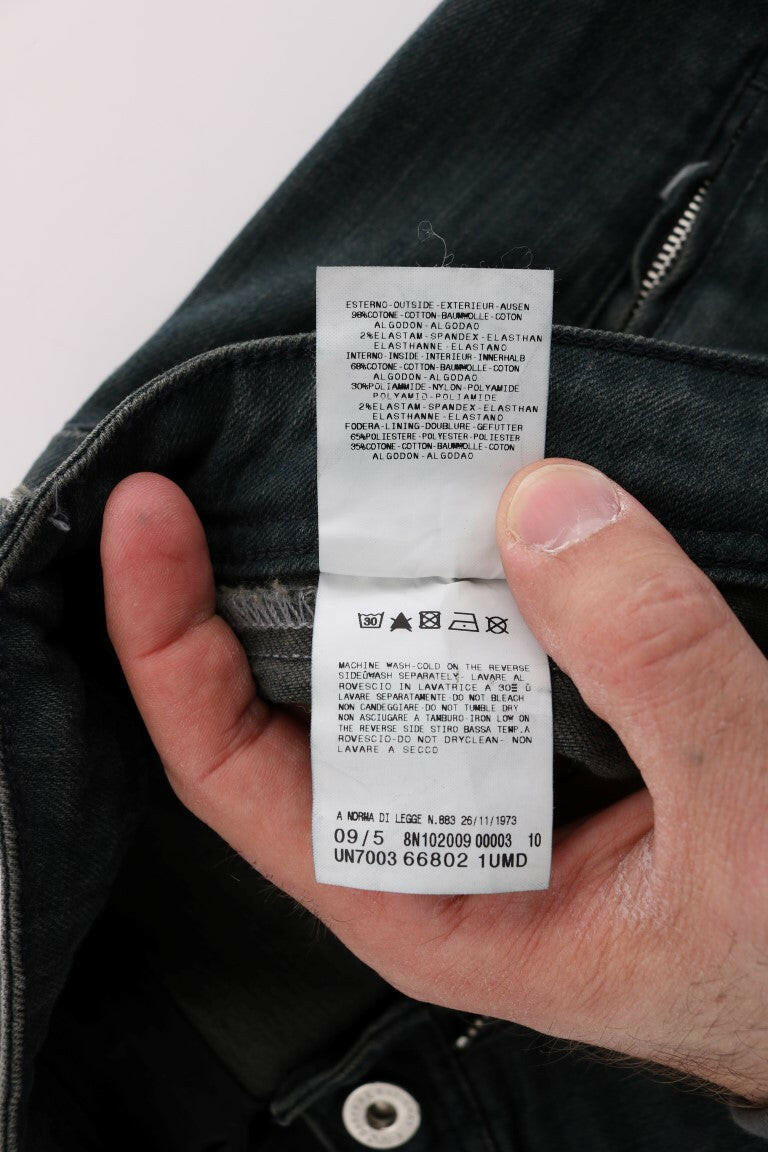 ESTERNO-OUTSIDE-EXTERIEUR-AUSEN
98%COTONE-COTTON-BAUMWOLLE-COTON
ALGODON-ALGODAO
2%ELASTAM-SPANDEX-ELASTHAN
ELASTHANNE-ELASTANO
INTERNO-INSIDE-INTERIEUR-INNERHALB
68%COTONE-COTTON-BAUMWOLLE-COTON
ALGODON-ALGODAO
30%POLIAMMIDE-NYLON-POLYAMIDE
POLYAMID-POLIAMIDE
2%ELASTAM-SPANDEX-ELASTHAN
ELASTHANNE-ELASTANO
FODERA-LINING-DOUBLURE-GEFUTTER
65%POLIESTERE-POLYESTER-POLIESTER
35%COTONE-COTTON-BAUMWOLLE-COTON
ALGODON-ALGODAO
30
MACHINE WASH-COLD ON THE REVERSE
SIDEÛWASH SEPARATELY- LAVARE AL
ROVESCIO IN LAVATRICE A 30Ξ Û
LAVARE SEPARATAMENTE-DO NOT BLEACH
NON CANDEGGIARE-DO NOT TUMBLE DRY
NON ASCIUGARE A TAMBURO-IRON LOW ON
THE REVERSE SIDE STIRO BASSA TEMP.A
ROVESCIO-DO NOT DRYCLEAN- NON
LAVARE A SECCO
A NORMA DI LEGGE N.883 26/11/1973
09/5 8N102009 00003 10
UN7003 66802 1UMD